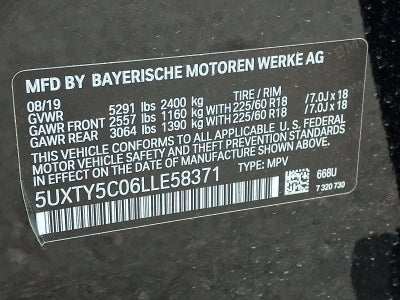 MFD BY BAYERISCHE MOTOREN WERKE AG
08/19 TIRE / RIM
GVWR 5291 lbs 2400 kg
GAWR FRONT 2557 lbs 1160 kg WITH 225/60 R18 /7.0J x 18
GAWR REAR 3064 lbs 1390 kg WITH 225/60 R18 /7.0J x 18
THIS VEHICLE CONFORMS TO ALL APPLICABLE U.S. FEDERAL
MOTOR VEHICLE SAFETY, BUMPER, AND THEFT PREVENTION STANDARDS
IN EFFECT ON THE DATE OF MANUFACTURE SHOWN ABOVE.
5UXTY5C06LLE58371 TYPE: MPV
668U
7 320 730